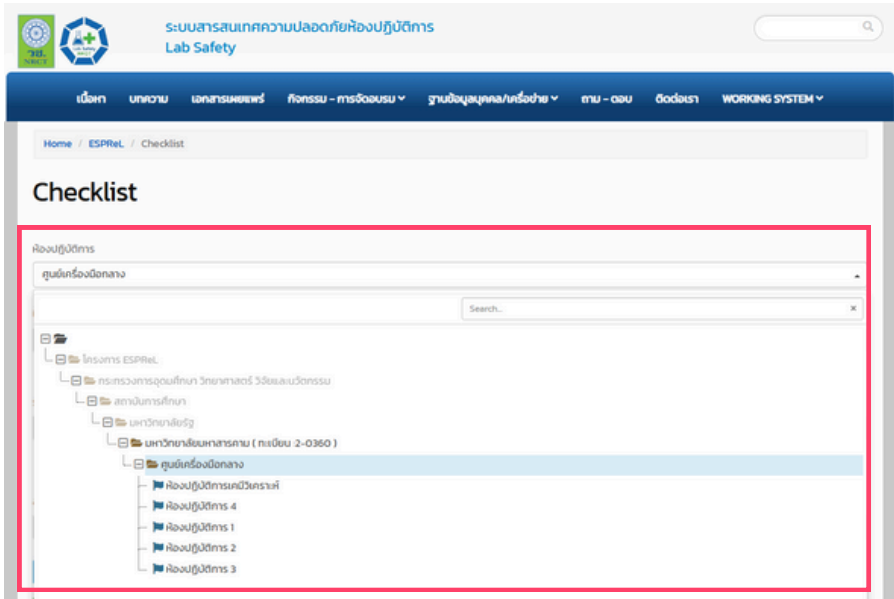 ระบบสารสนเทศความปลอดภัยห้องปฏิบัติการ
Lab Safety
วช.
NRCT
เนื้อหา บทความ เอกสารเผยแพร่ กิจกรรม - การจัดอบรม ฐานข้อมูลบุคคล/เครือข่าย ถาม - ตอบ ติดต่อเรา WORKING SYSTEM
Home / ESPReL / Checklist
Checklist
ห้องปฏิบัติการ
ศูนย์เครื่องมือกลาง
Search...
โครงการ ESPReL
กระทรวงการอุดมศึกษา วิทยาศาสตร์ วิจัยและนวัตกรรม
สถาบันการศึกษา
มหาวิทยาลัยรัฐ
มหาวิทยาลัยมหาสารคาม ( ทะเบียน :2-0360 )
ศูนย์เครื่องมือกลาง
ห้องปฏิบัติการเคมีวิเคราะห์
ห้องปฏิบัติการ 4
ห้องปฏิบัติการ 1
ห้องปฏิบัติการ 2
ห้องปฏิบัติการ 3